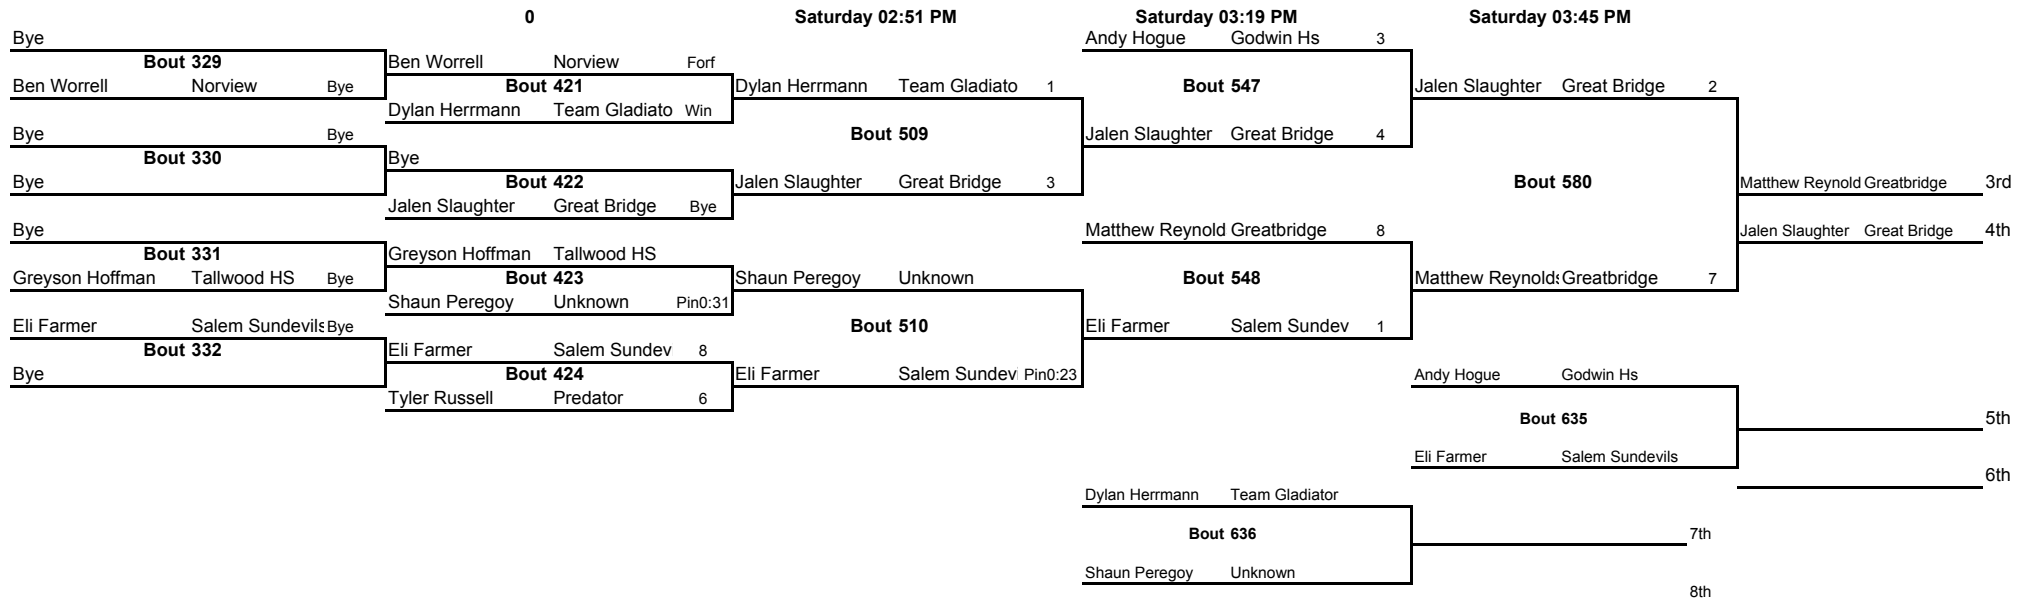 0 Saturday 02:51 PM Saturday 03:19 PM Saturday 03:45 PM
Bye Andy Hogue Godwin Hs 3
Bout 329 Ben Worrell Norview Forf
Ben Worrell Norview Bye Bout 421 Dylan Herrmann Team Gladiato 1 Bout 547 Jalen Slaughter Great Bridge 2
Dylan Herrmann Team Gladiato Win
Bye Bye Bout 509 Jalen Slaughter Great Bridge 4
Bout 330 Bye
Bye Bout 422 Jalen Slaughter Great Bridge 3 Bout 580 Matthew Reynold Greatbridge 3rd
Jalen Slaughter Great Bridge Bye
Bye Matthew Reynold Greatbridge 8 Jalen Slaughter Great Bridge 4th
Bout 331 Greyson Hoffman Tallwood HS
Greyson Hoffman Tallwood HS Bye Bout 423 Shaun Peregoy Unknown Bout 548 Matthew Reynolds Greatbridge 7
Shaun Peregoy Unknown Pin0:31
Eli Farmer Salem Sundevils Bye Bout 510 Eli Farmer Salem Sundev 1
Bout 332 Eli Farmer Salem Sundevi 8
Bye Bout 424 Eli Farmer Salem Sundevi Pin0:23 Andy Hogue Godwin Hs
Tyler Russell Predator 6
Bout 635 5th
Eli Farmer Salem Sundevils
6th
Dylan Herrmann Team Gladiator
Bout 636 7th
Shaun Peregoy Unknown
8th